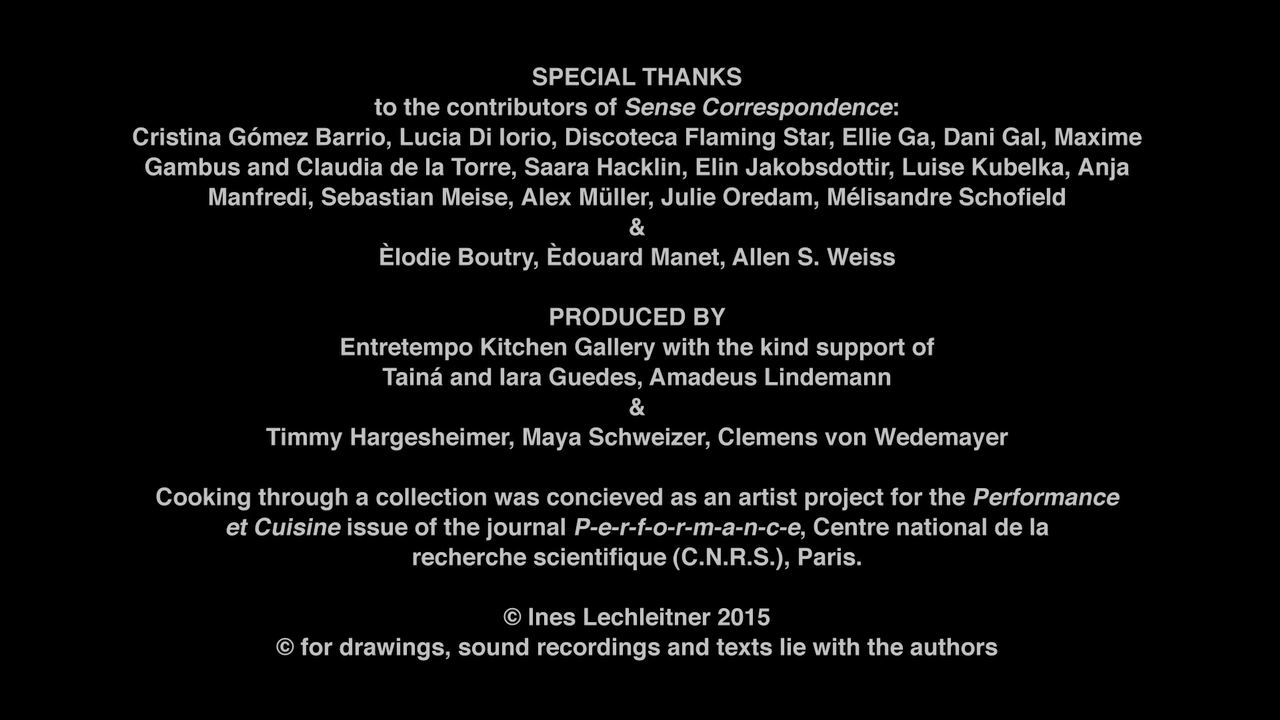 SPECIAL THANKS
to the contributors of Sense Correspondence:
Cristina Gómez Barrio, Lucia Di Iorio, Discoteca Flaming Star, Ellie Ga, Dani Gal, Maxime
Gambus and Claudia de la Torre, Saara Hacklin, Elin Jakobsdottir, Luise Kubelka, Anja
Manfredi, Sebastian Meise, Alex Müller, Julie Oredam, Mélisandre Schofield
&
Èlodie Boutry, Èdouard Manet, Allen S. Weiss
PRODUCED BY
Entretempo Kitchen Gallery with the kind support of
Tainá and Iara Guedes, Amadeus Lindemann
&
Timmy Hargesheimer, Maya Schweizer, Clemens von Wedemayer
Cooking through a collection was concieved as an artist project for the Performance
et Cuisine issue of the journal P-e-r-f-o-r-m-a-n-c-e, Centre national de la
recherche scientifique (C.N.R.S.), Paris.
© Ines Lechleitner 2015
© for drawings, sound recordings and texts lie with the authors